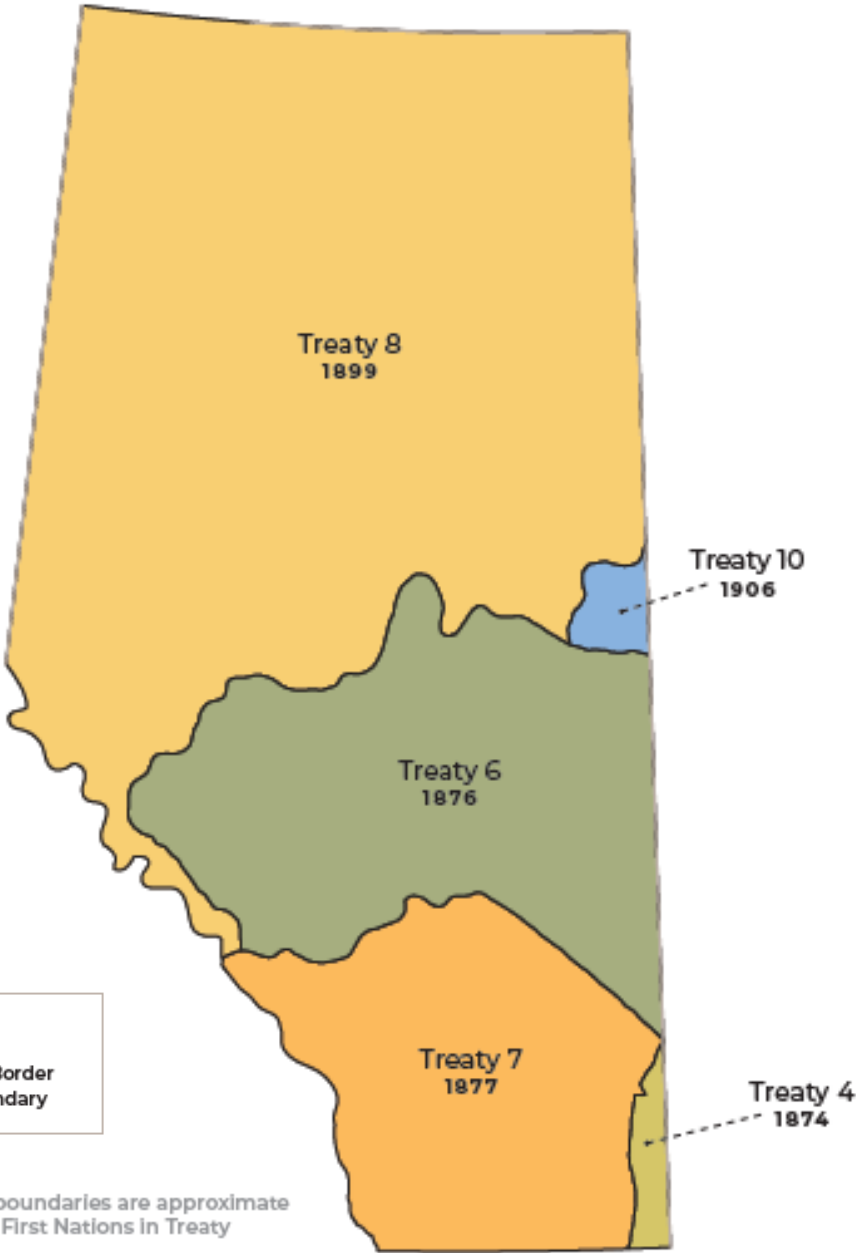 Treaty 8
1899
Treaty 10
1906
Treaty 6
1876
Treaty 7
1877
Treaty 4
1874
Border
ndary
boundaries are approximate
First Nations in Treaty